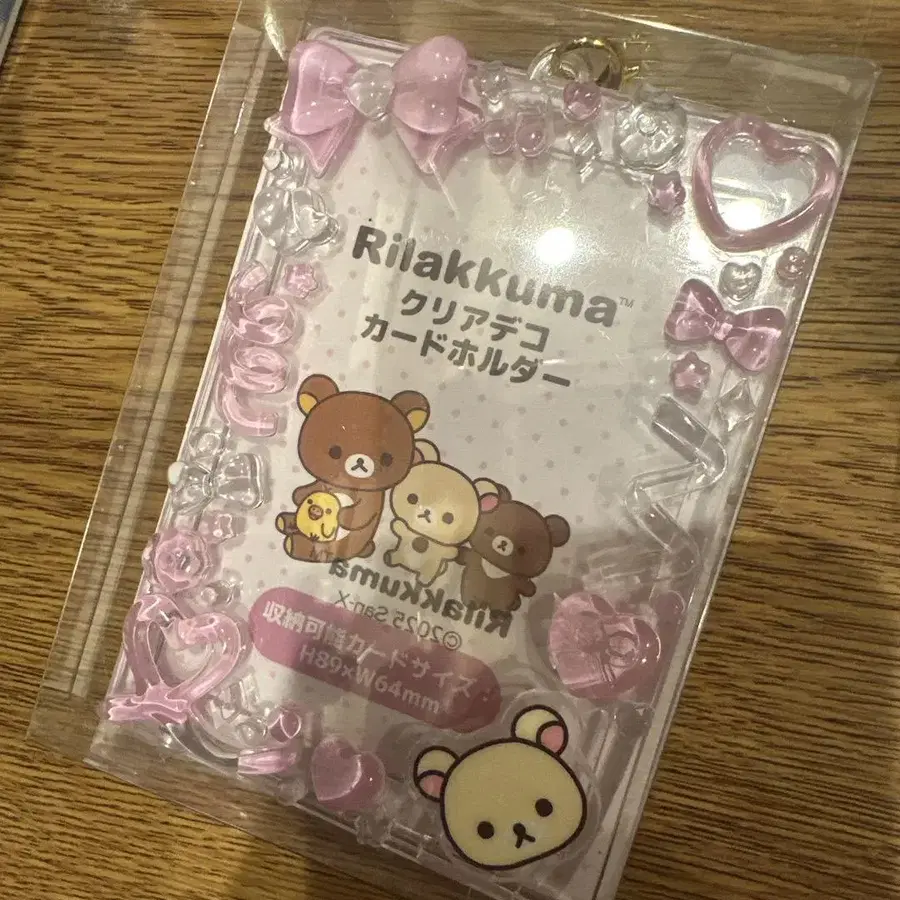 Rilakkuma™
クリアデコ
カードホルダー
Rilakkuma
©2025 San-X
収納可能カードサイズ
H89×W64mm